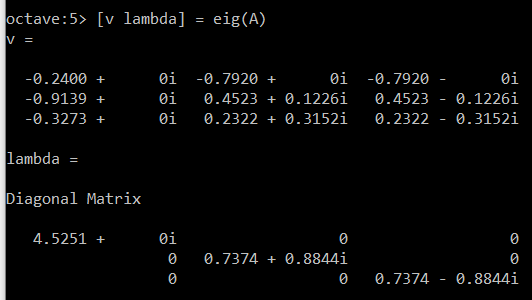 octave:5> [v lambda] = eig(A)
v =
-0.2400 + 0i -0.7920 + 0i -0.7920 - 0i
-0.9139 + 0i 0.4523 + 0.1226i 0.4523 - 0.1226i
-0.3273 + 0i 0.2322 + 0.3152i 0.2322 - 0.3152i
lambda =
Diagonal Matrix
4.5251 + 0i 0 0
0 0.7374 + 0.8844i 0
0 0 0.7374 - 0.8844i